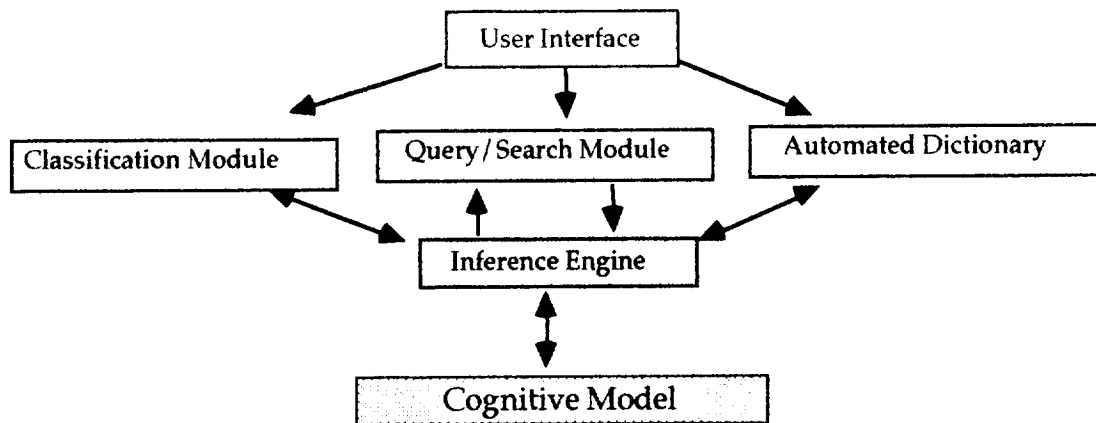 User Interface
Classification Module
Query/Search Module
Automated Dictionary
Inference Engine
Cognitive Model